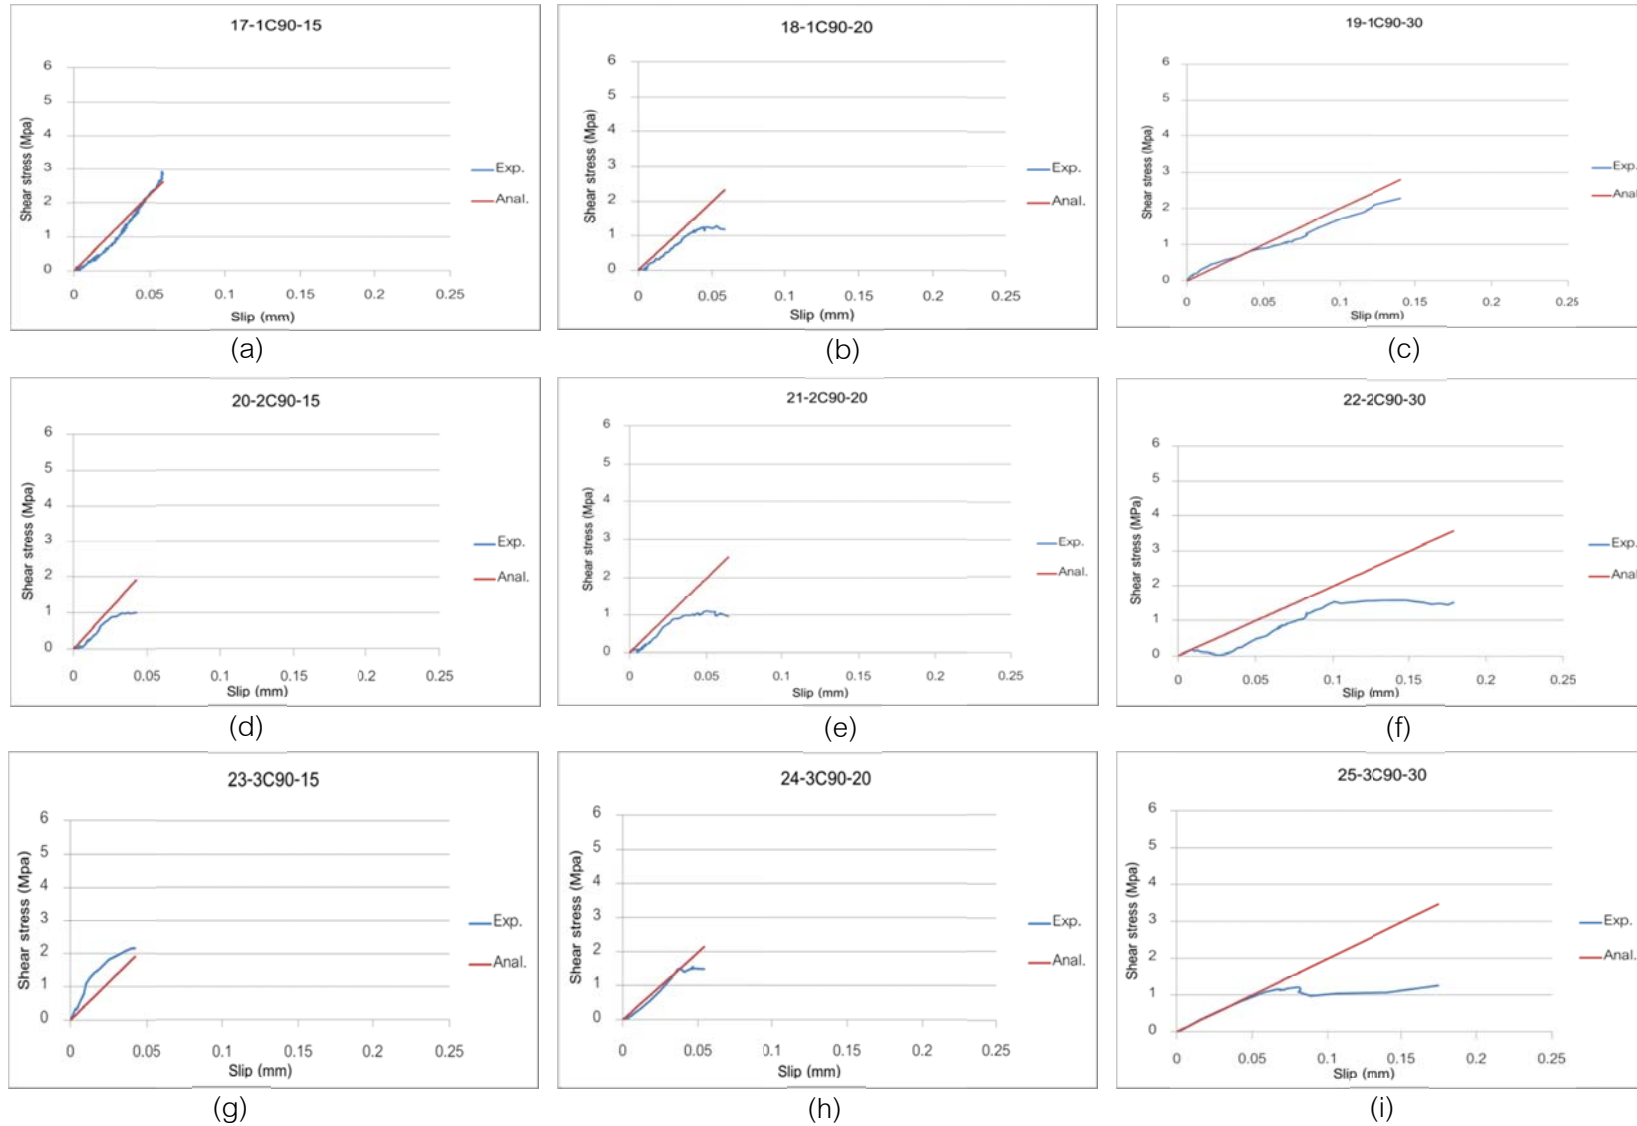 17-1C90-15
6
5
4
3
2
1
0
Shear stress (Mpa)
0 0.05 0.1 0.15 0.2 0.25
Slip (mm)
Exp.
Anal.
(a)
18-1C90-20
6
5
4
3
2
1
0
Shear stress (Mpa)
0 0.05 0.1 0.15 0.2 0.25
Slip (mm)
Exp.
Anal.
(b)
19-1C90-30
6
5
4
3
2
1
0
Shear stress (Mpa)
0 0.05 0.1 0.15 0.2 0.25
Slip (mm)
Exp.
Anal.
(c)
20-2C90-15
6
5
4
3
2
1
0
Shear stress (Mpa)
0 0.05 0.1 0.15 0.2 0.25
Slip (mm)
Exp.
Anal.
(d)
21-2C90-20
6
5
4
3
2
1
0
Shear stress (Mpa)
0 0.05 0.1 0.15 0.2 0.25
Slip (mm)
Exp.
Anal.
(e)
22-2C90-30
6
5
4
3
2
1
0
Shear stress (MPa)
0 0.05 0.1 0.15 0.2 0.25
Slip (mm)
Exp.
Anal.
(f)
23-3C90-15
6
5
4
3
2
1
0
Shear stress (Mpa)
0 0.05 0.1 0.15 0.2 0.25
Slip (mm)
Exp.
Anal.
(g)
24-3C90-20
6
5
4
3
2
1
0
Shear stress (Mpa)
0 0.05 0.1 0.15 0.2 0.25
Slip (mm)
Exp.
Anal.
(h)
25-3C90-30
6
5
4
3
2
1
0
Shear stress (Mpa)
0 0.05 0.1 0.15 0.2 0.25
Slip (mm)
Exp.
Anal.
(i)